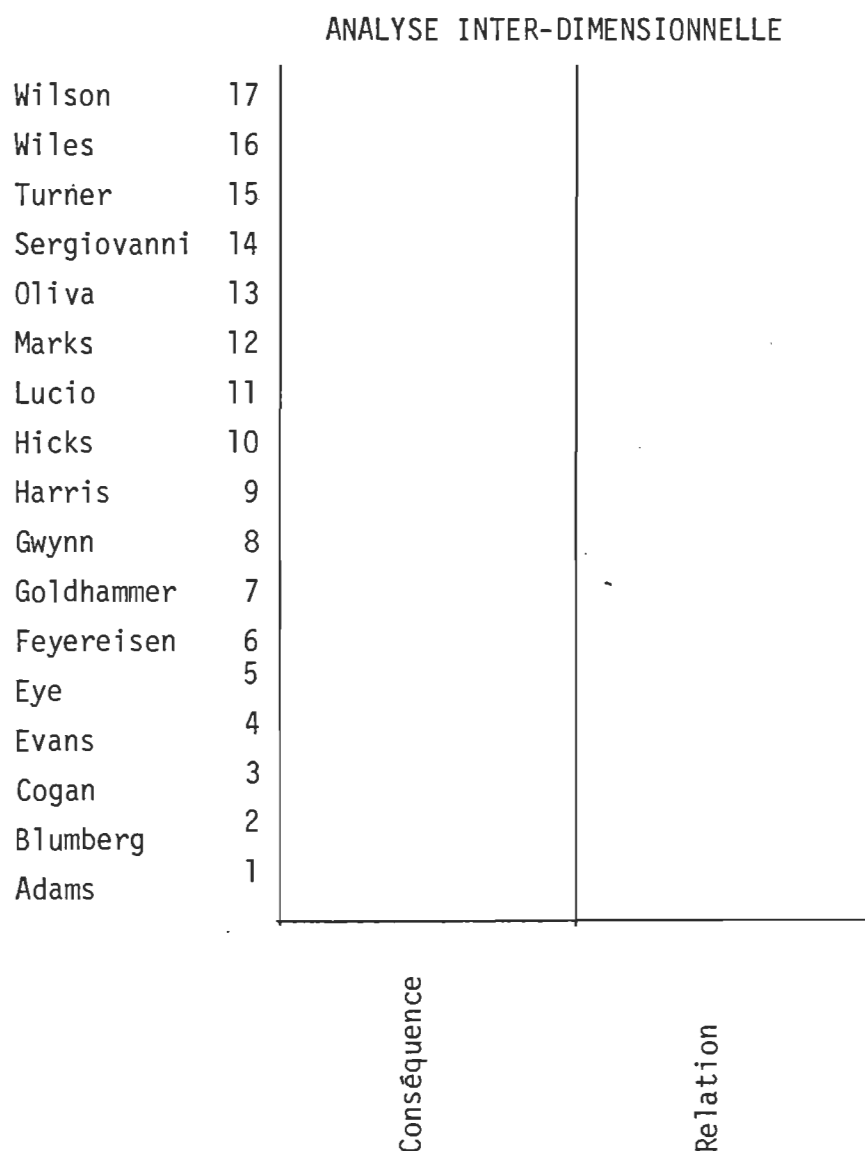 ANALYSE INTER-DIMENSIONNELLE
Wilson 17
Wiles 16
Turner 15
Sergiovanni 14
Oliva 13
Marks 12
Lucio 11
Hicks 10
Harris 9
Gwynn 8
Goldhammer 7
Feyereisen 6
Eye 5
Evans 4
Cogan 3
Blumberg 2
Adams 1
Conséquence
Relation